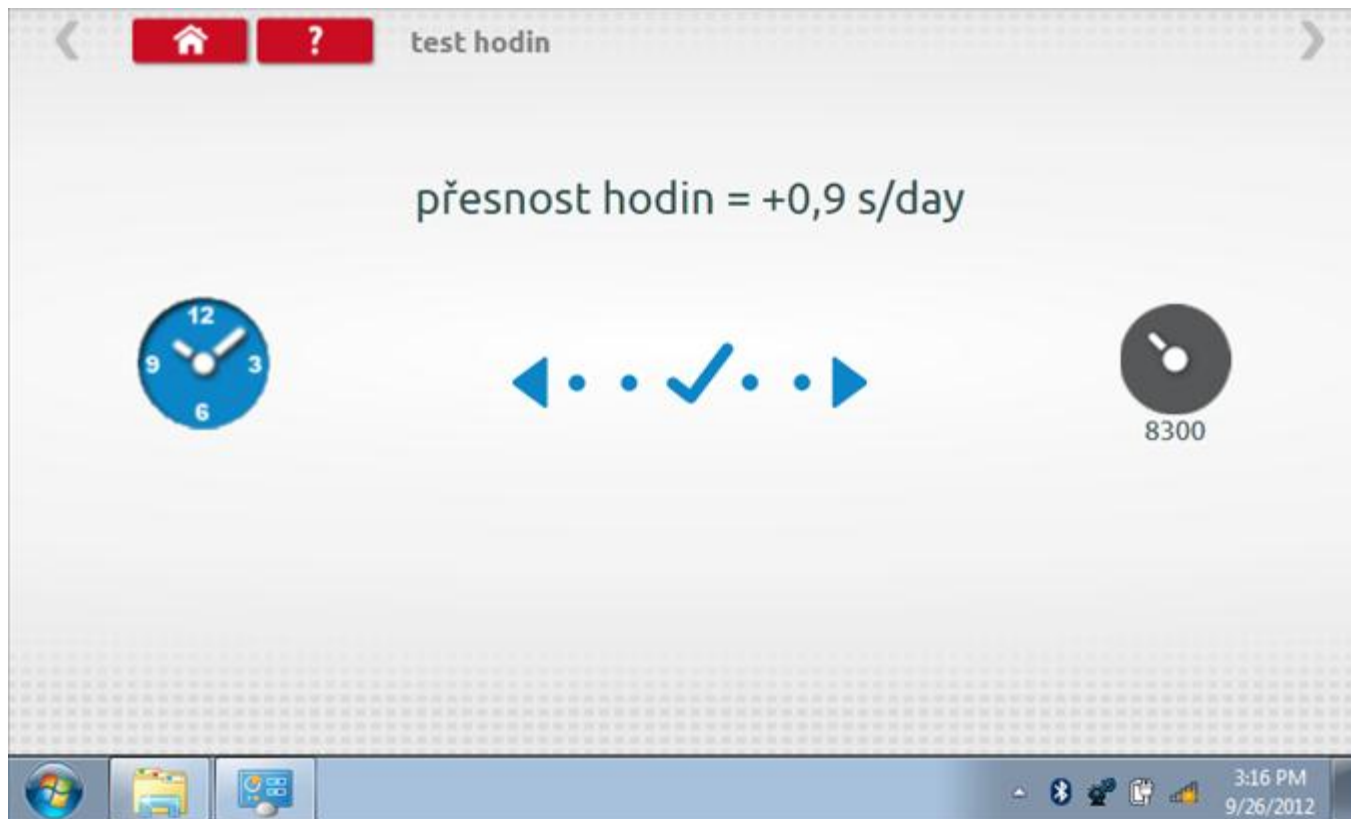 ? test hodin
přesnost hodin = +0,9 s/day
12
9 3
6
8300
3:16 PM
9/26/2012